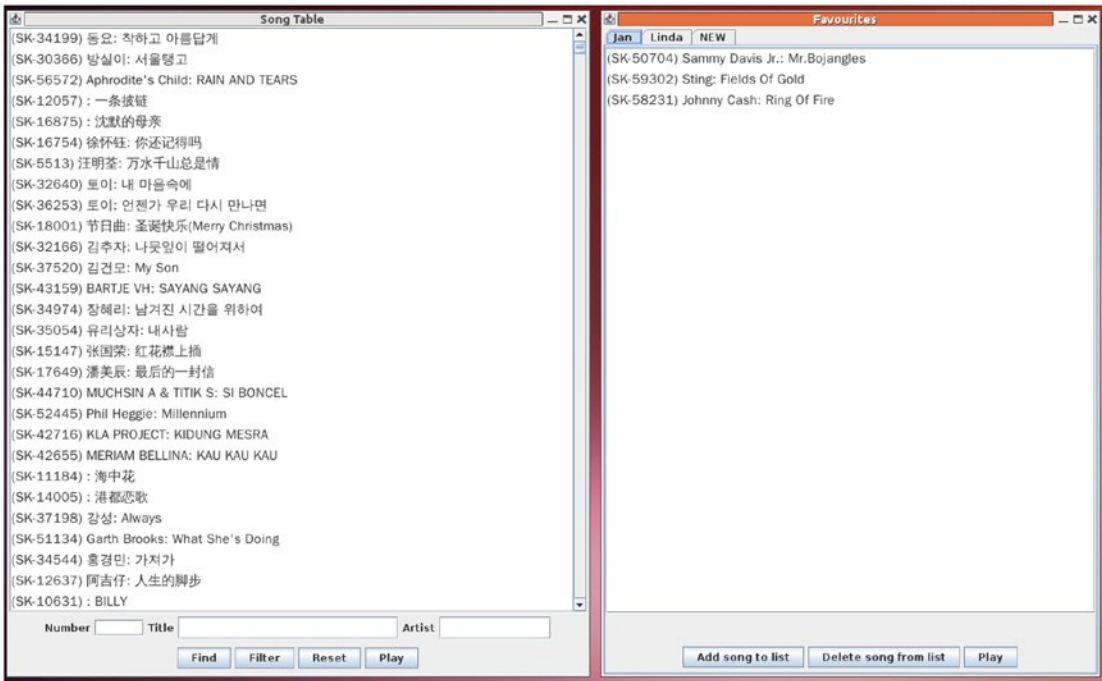 Song Table
(SK-34199) 동요: 착하고 아름답게
(SK-30366) 방실이: 서울탱고
(SK-56572) Aphrodite's Child: RAIN AND TEARS
(SK-12057) : 一条披链
(SK-16875) : 沈默的母亲
(SK-16754) 徐怀钰: 你还记得吗
(SK-5513) 汪明荃: 万水千山总是情
(SK-32640) 토이: 내 마음속에
(SK-36253) 토이: 언젠가 우리 다시 만나면
(SK-18001) 节日曲: 圣诞快乐(Merry Christmas)
(SK-32166) 김추자: 나뭇잎이 떨어져서
(SK-37520) 김건모: My Son
(SK-43159) BARTJE VH: SAYANG SAYANG
(SK-34974) 장혜리: 남겨진 시간을 위하여
(SK-35054) 유리상자: 내사람
(SK-15147) 张国荣: 红花襟上插
(SK-17649) 潘美辰: 最后的一封信
(SK-44710) MUCHSIN A & TITIK S: SI BONCEL
(SK-52445) Phil Heggie: Millennium
(SK-42716) KLA PROJECT: KIDUNG MESRA
(SK-42655) MERIAM BELLINA: KAU KAU KAU
(SK-11184) : 海中花
(SK-14005) : 港都恋歌
(SK-37198) 강성: Always
(SK-51134) Garth Brooks: What She's Doing
(SK-34544) 홍경민: 가져가
(SK-12637) 阿吉仔: 人生的脚步
(SK-10631) : BILLY
Number Title Artist
Find Filter Reset Play
Favourites
Jan Linda NEW
(SK-50704) Sammy Davis Jr.: Mr.Bojangles
(SK-59302) Sting: Fields Of Gold
(SK-58231) Johnny Cash: Ring Of Fire
Add song to list Delete song from list Play